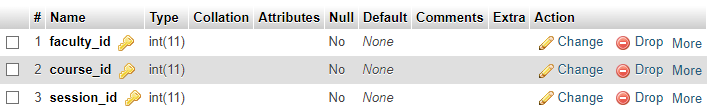 # Name Type Collation Attributes Null Default Comments Extra Action
1 faculty_id int(11) No None Change Drop More
2 course_id int(11) No None Change Drop More
3 session_id int(11) No None Change Drop More